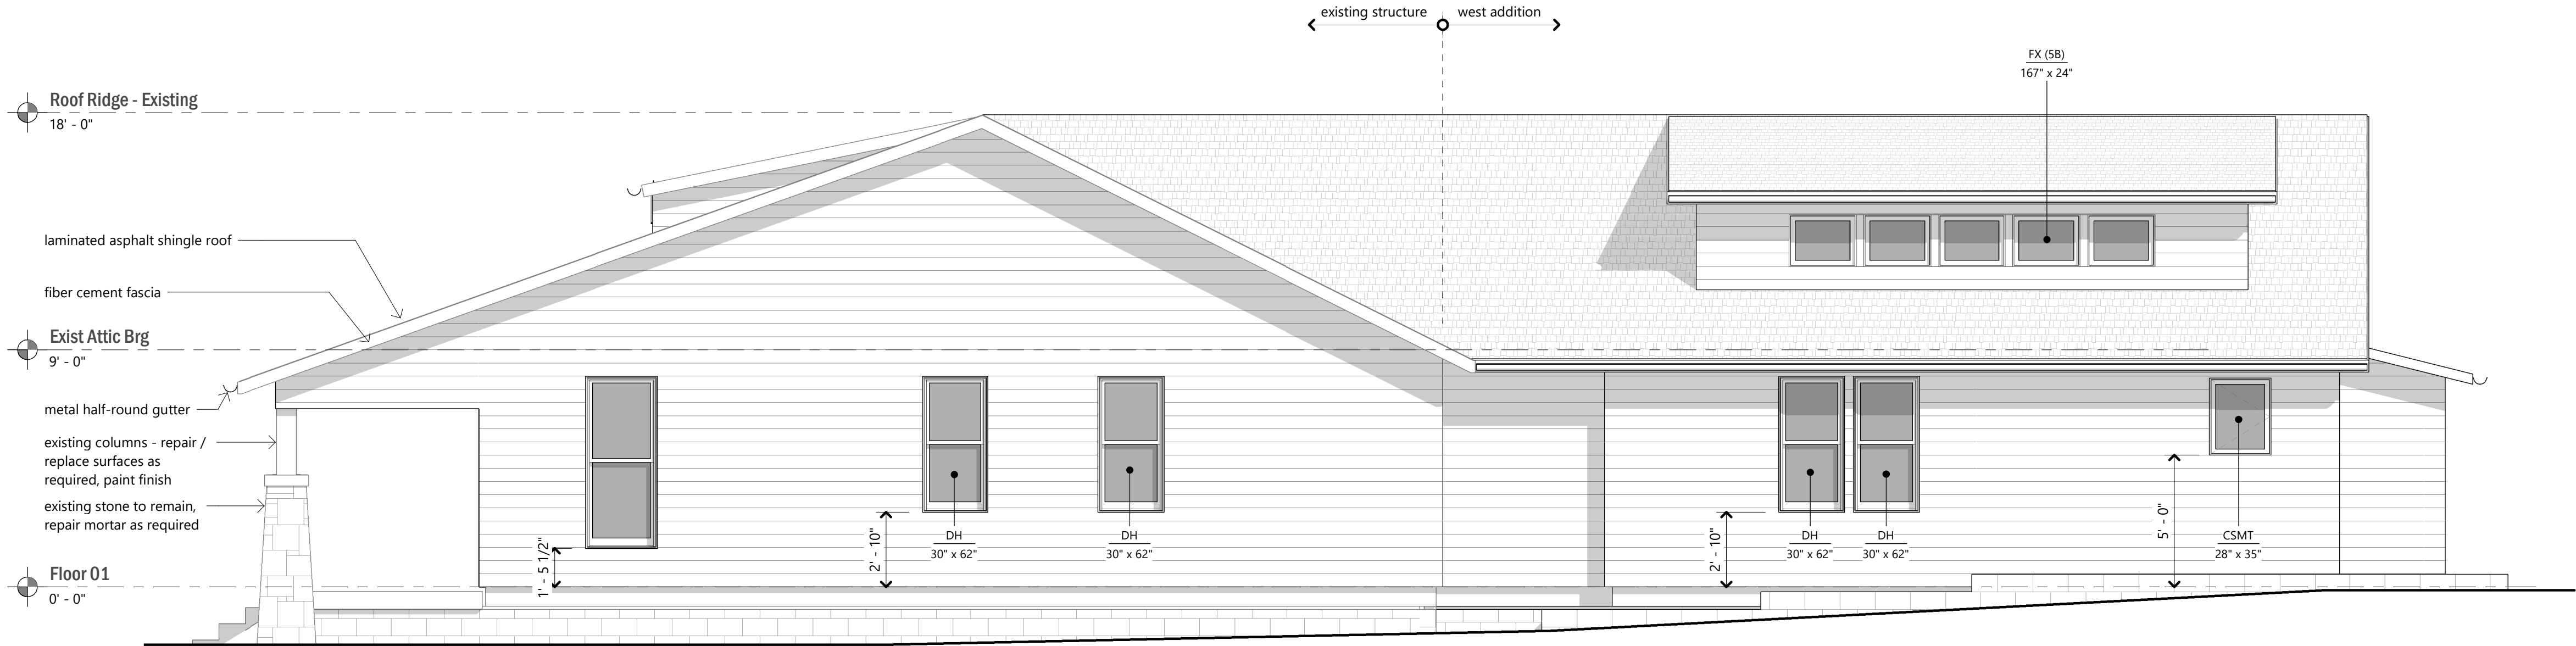 existing structure
west addition
FX (5B)
167" x 24"
Roof Ridge - Existing
18' - 0"
laminated asphalt shingle roof
fiber cement fascia
Exist Attic Brg
9' - 0"
metal half-round gutter
existing columns - repair /
replace surfaces as
required, paint finish
existing stone to remain,
repair mortar as required
Floor 01
0' - 0"
1' - 5 1/2"
2' - 10"
DH
30" x 62"
DH
30" x 62"
2' - 10"
DH
30" x 62"
DH
30" x 62"
5' - 0"
CSMT
28" x 35"